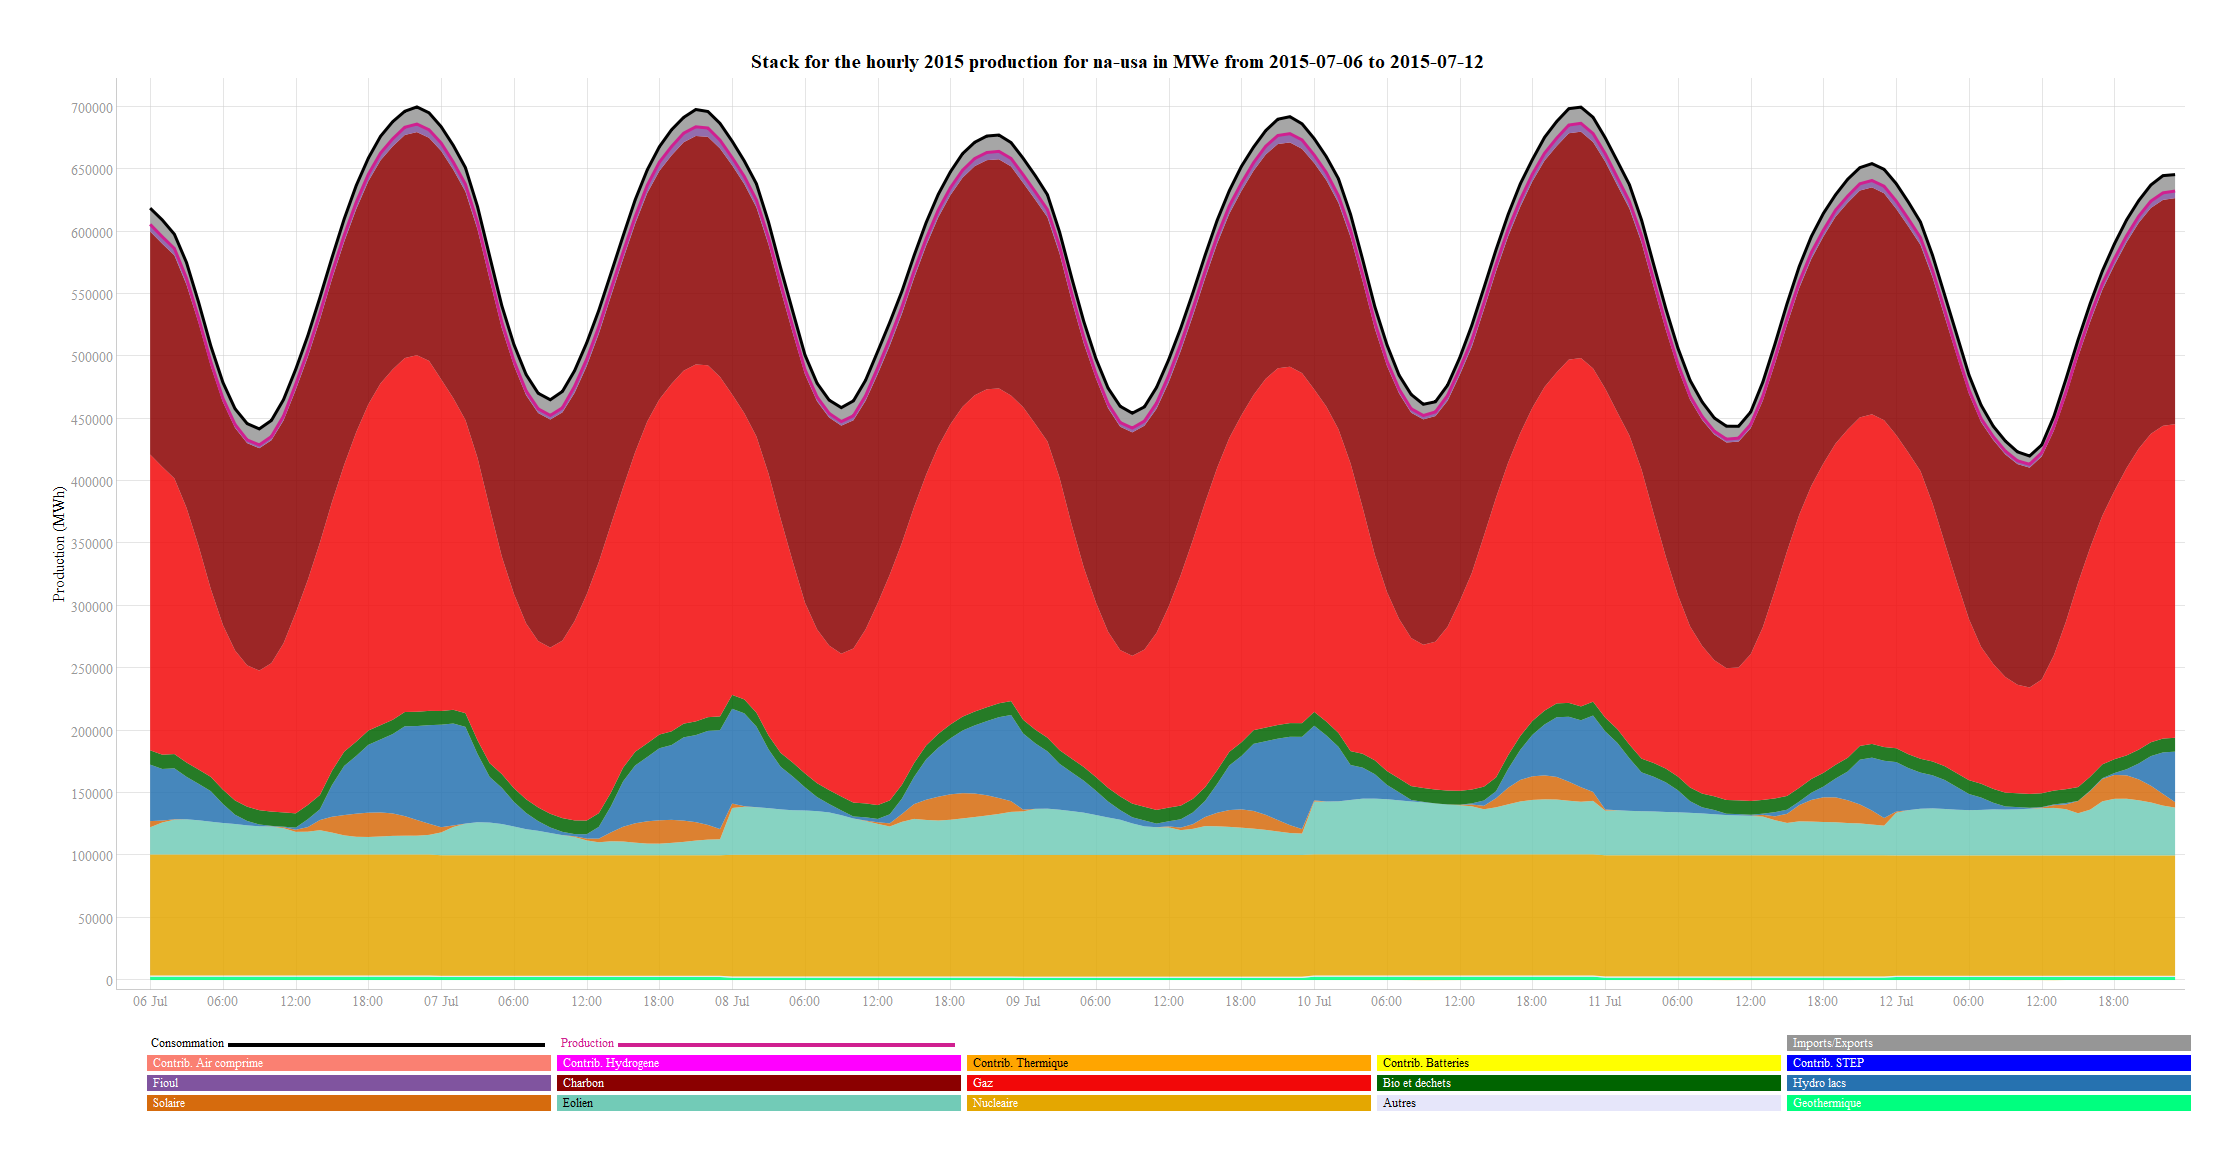 Stack for the hourly 2015 production for na-usa in MWe from 2015-07-06 to 2015-07-12
Production (MWh)
700000
650000
600000
550000
500000
450000
400000
350000
300000
250000
200000
150000
100000
50000
0
06 Jul 06:00 12:00 18:00 07 Jul 06:00 12:00 18:00 08 Jul 06:00 12:00 18:00 09 Jul 06:00 12:00 18:00 10 Jul 06:00 12:00 18:00 11 Jul 06:00 12:00 18:00 12 Jul 06:00 12:00 18:00
Consommation Production Imports/Exports
Contrib. Air comprime Contrib. Hydrogene Contrib. Thermique Contrib. Batteries Contrib. STEP
Fioul Charbon Gaz Bio et dechets Hydro lacs
Solaire Eolien Nucleaire Autres Geothermique